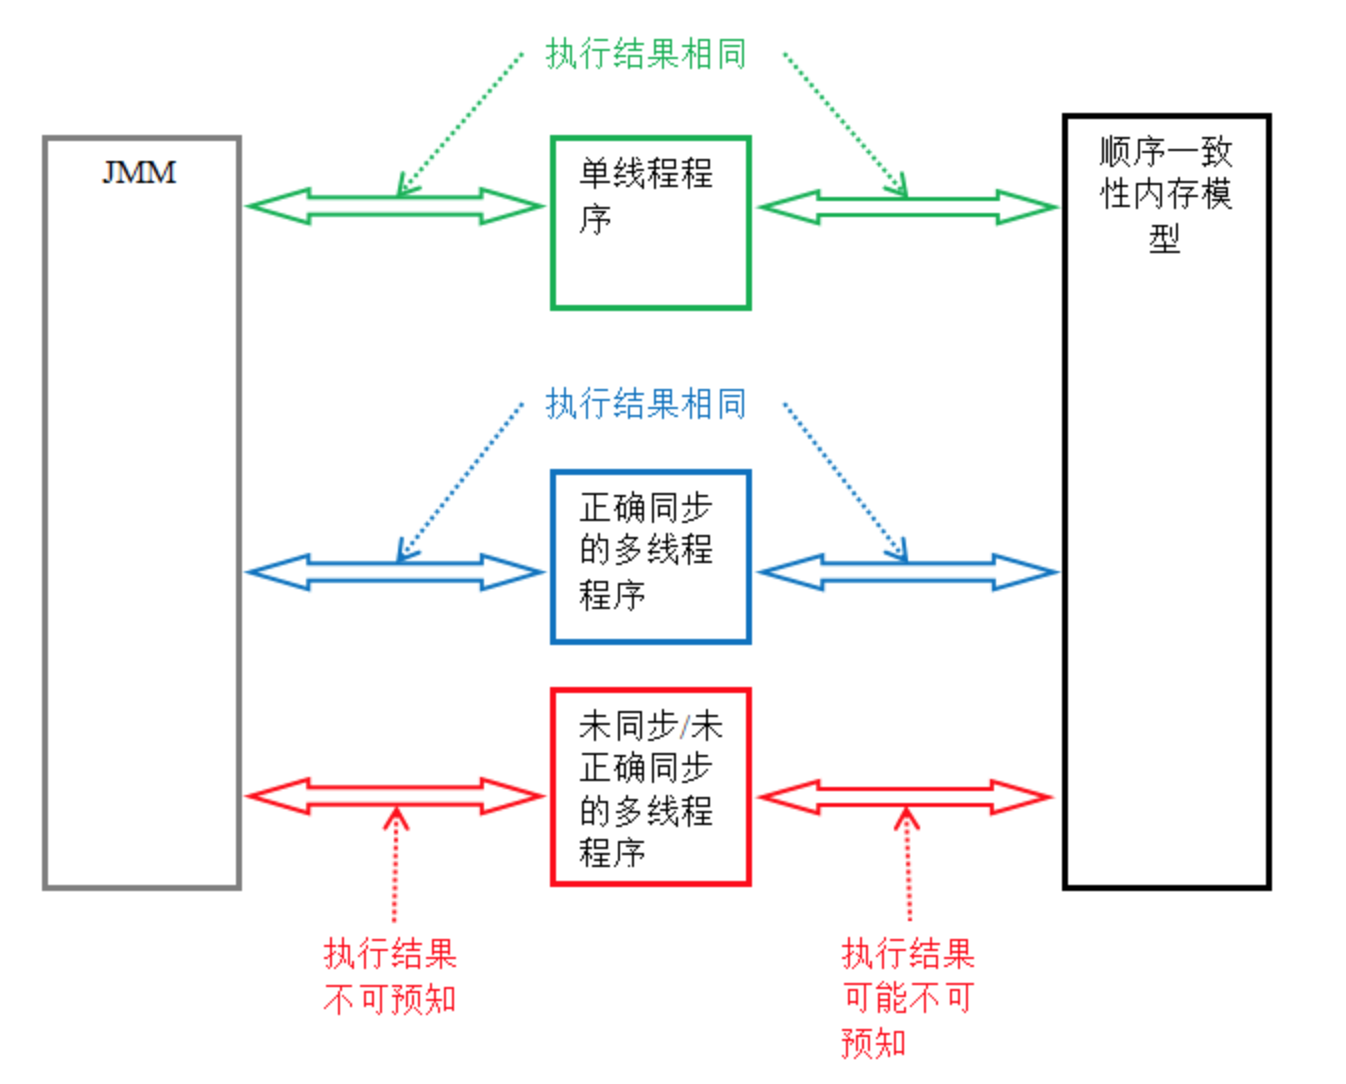 执行结果相同
JMM
单线程程
序
顺序一致
性内存模
型
执行结果相同
正确同步
的多线程
程序
未同步/未
正确同步
的多线程
程序
执行结果
不可预知
执行结果
可能不可
预知